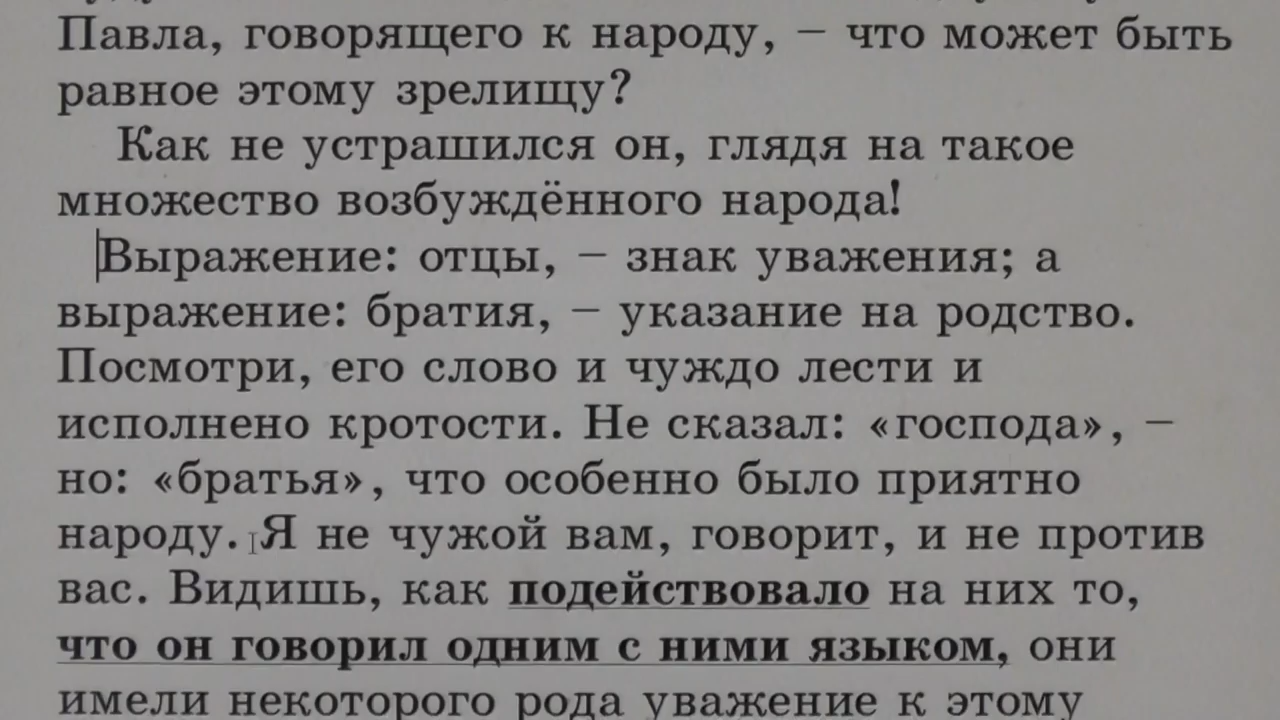 Павла, говорящего к народу, – что может быть
равное этому зрелищу?
Как не устрашился он, глядя на такое
множество возбуждённого народа!
Выражение: отцы, – знак уважения; а
выражение: братия, – указание на родство.
Посмотри, его слово и чуждо лести и
исполнено кротости. Не сказал: «господа», –
но: «братья», что особенно было приятно
народу. Я не чужой вам, говорит, и не против
вас. Видишь, как подействовало на них то,
что он говорил одним с ними языком, они
имели некоторого рода уважение к этому